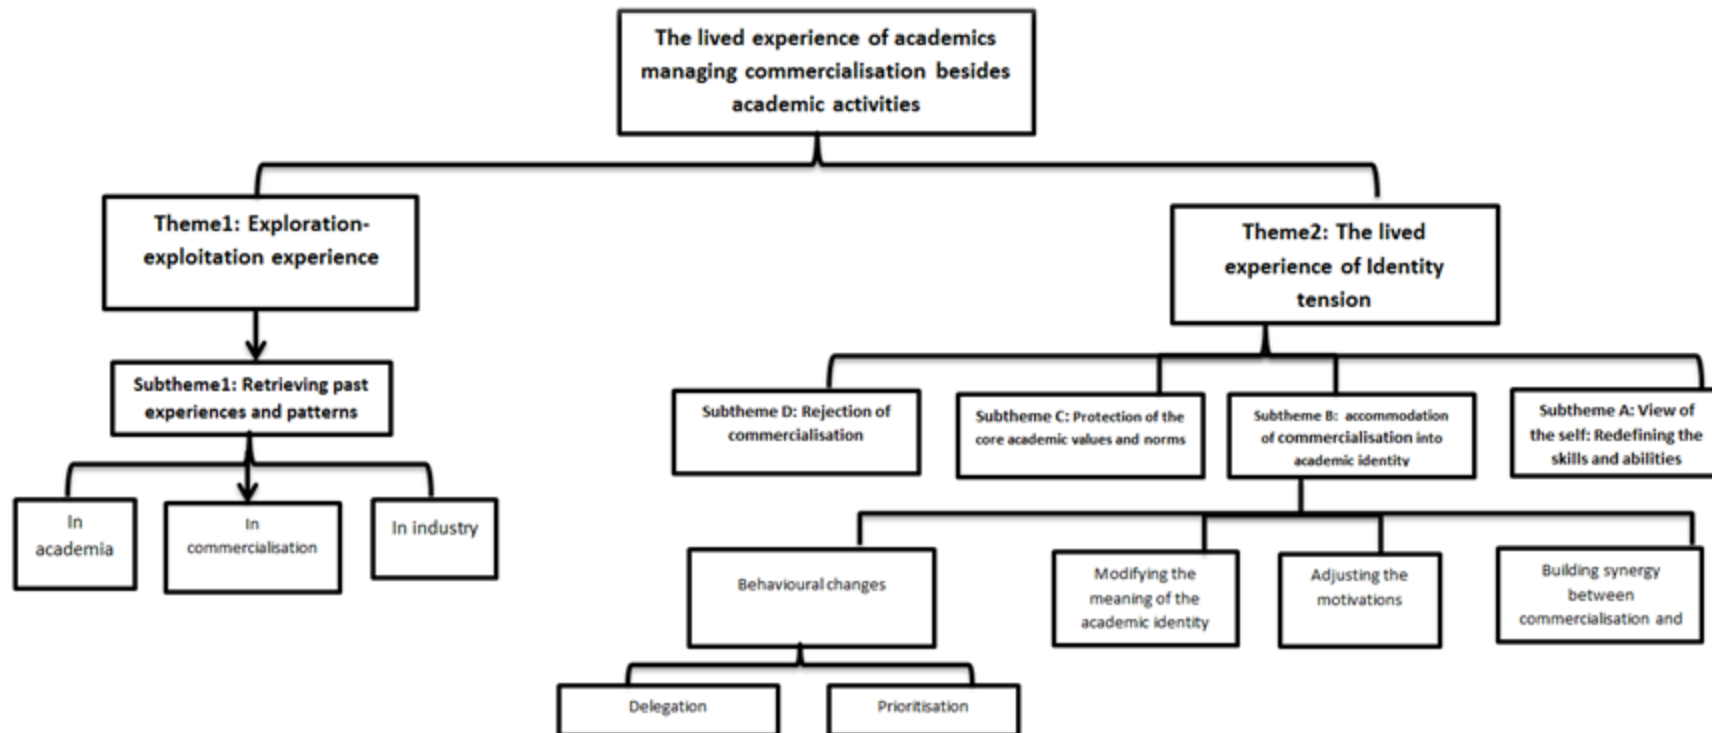 The lived experience of academics
managing commercialisation besides
academic activities
Theme1: Exploration-
exploitation experience
Theme2: The lived
experience of Identity
tension
Subtheme1: Retrieving past
experiences and patterns
Subtheme D: Rejection of
commercialisation
Subtheme C: Protection of the
core academic values and norms
Subtheme B: accommodation
of commercialisation into
academic identity
Subtheme A: View of
the self: Redefining the
skills and abilities
In
academia
In
commercialisation
In industry
Behavioural changes
Modifying the
meaning of the
academic identity
Adjusting the
motivations
Building synergy
between
commercialisation and
Delegation
Prioritisation